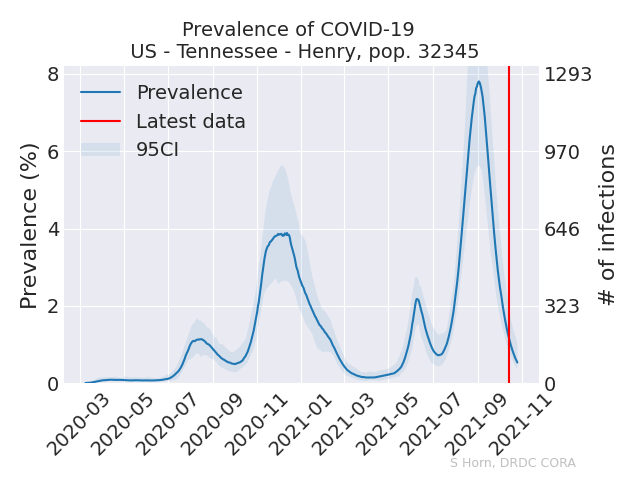 Prevalence of COVID-19
US - Tennessee - Henry, pop. 32345
Prevalence (%)
8
6
4
2
0
Prevalence
Latest data
95CI
1293
970
646
323
0
# of infections
2020-03
2020-05
2020-07
2020-09
2020-11
2021-01
2021-03
2021-05
2021-07
2021-09
2021-11
S Horn, DRDC CORA